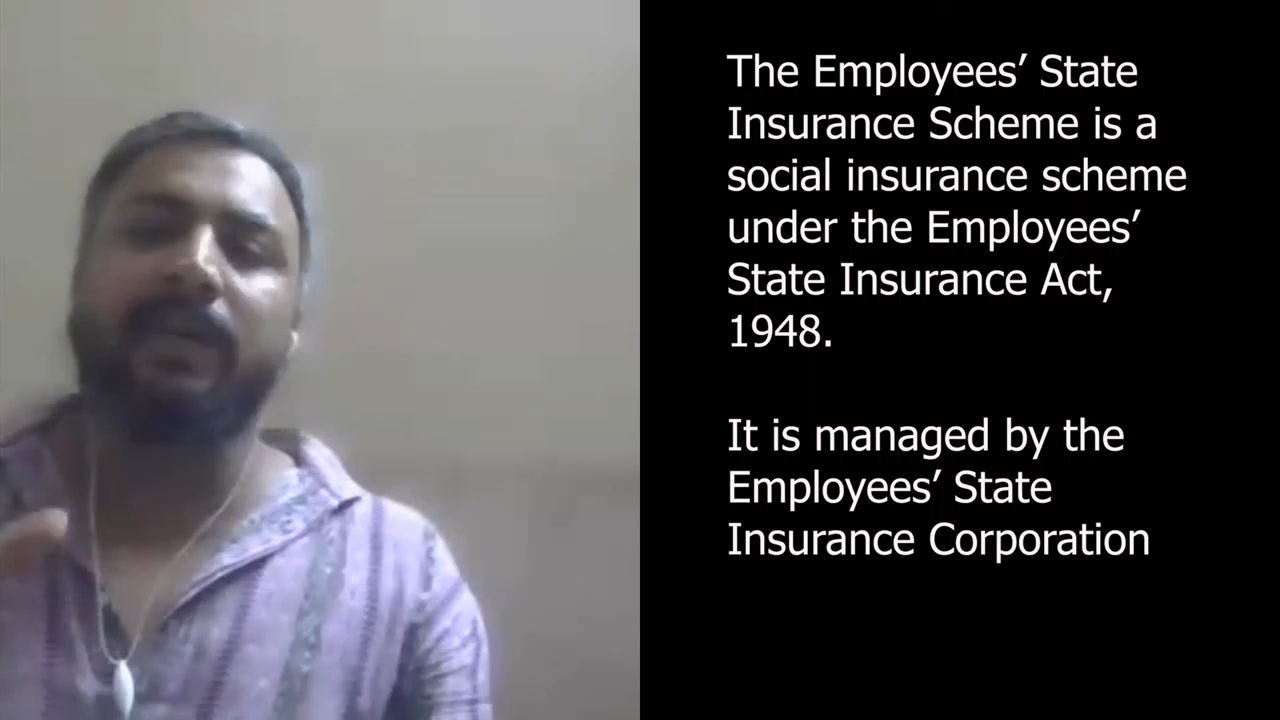 The Employees’ State
Insurance Scheme is a
social insurance scheme
under the Employees’
State Insurance Act,
1948.
It is managed by the
Employees’ State
Insurance Corporation